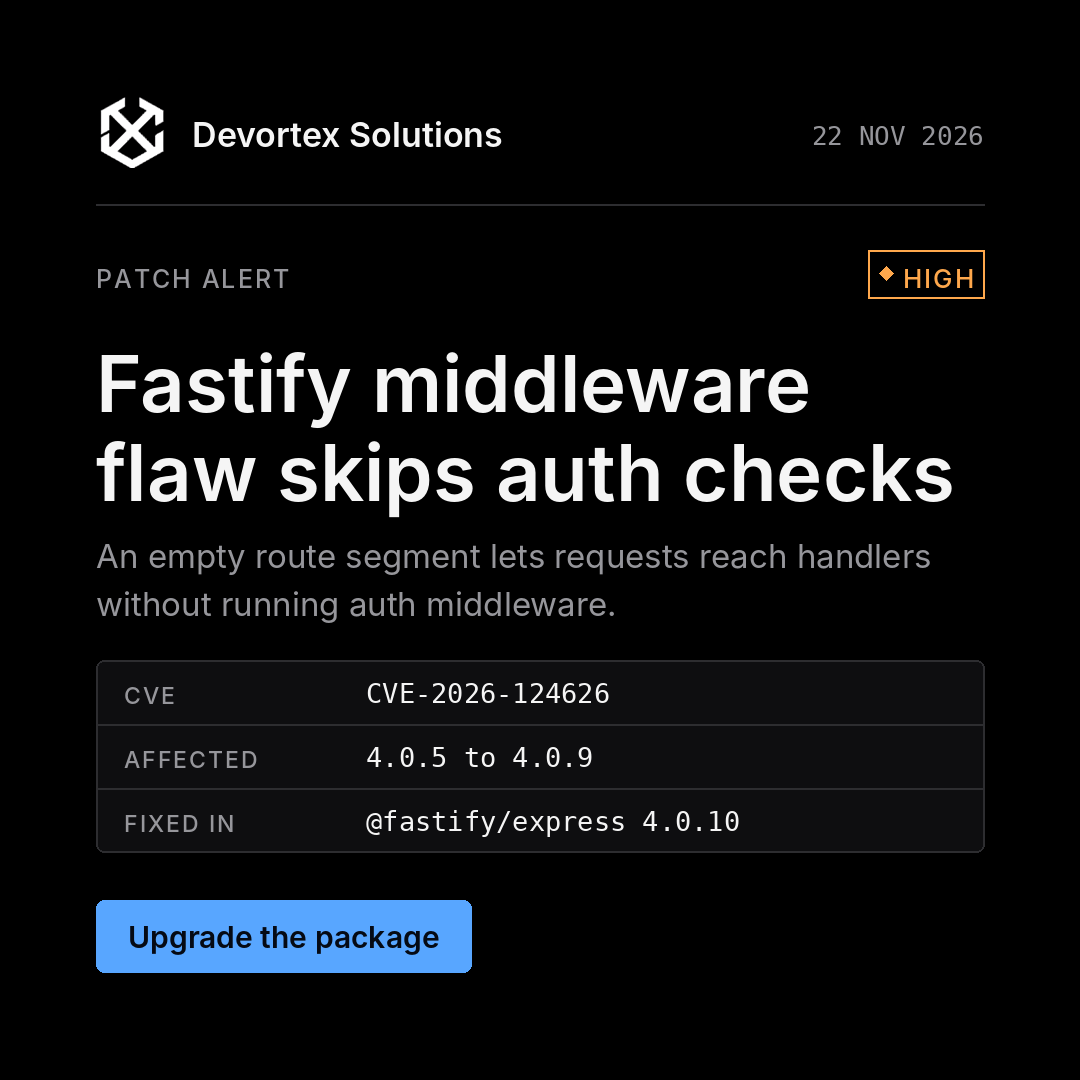 Devortex Solutions
22 NOV 2026
PATCH ALERT
HIGH
Fastify middleware
flaw skips auth checks
An empty route segment lets requests reach handlers
without running auth middleware.
CVE CVE-2026-124626
AFFECTED 4.0.5 to 4.0.9
FIXED IN @fastify/express 4.0.10
Upgrade the package